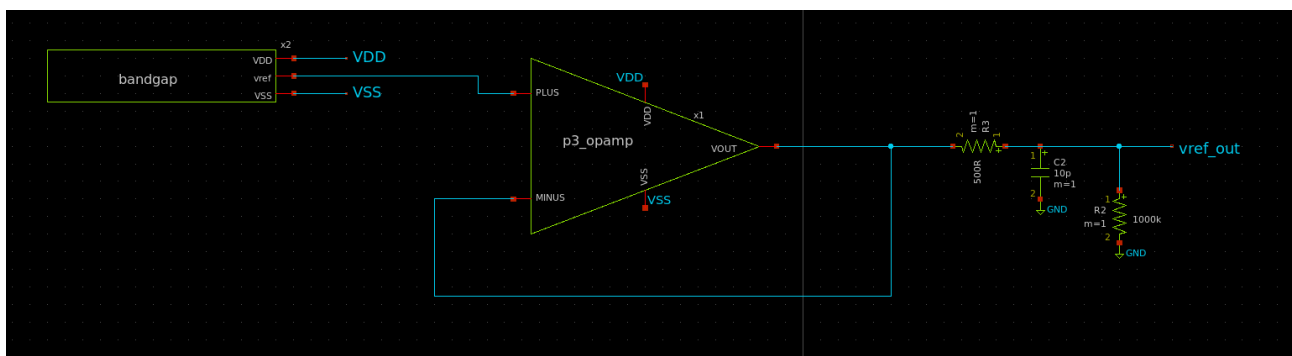 x2
bandgap
VDD
vref
VSS
VDD
VSS
PLUS
MINUS
VDD
VDD
x1
p3_opamp
VOUT
VSS
VSS
m=1
R3
2
1
500R
1
C2
10p
m=1
2
GND
1
R2
m=1
1000k
2
GND
vref_out